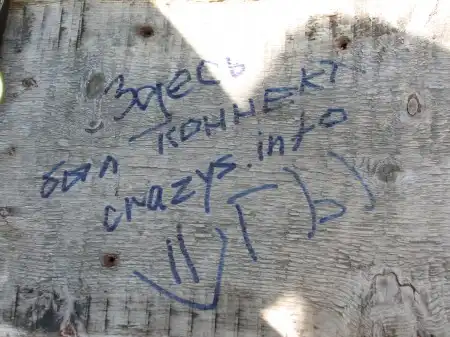 Здесь
был коннект
crazys.info